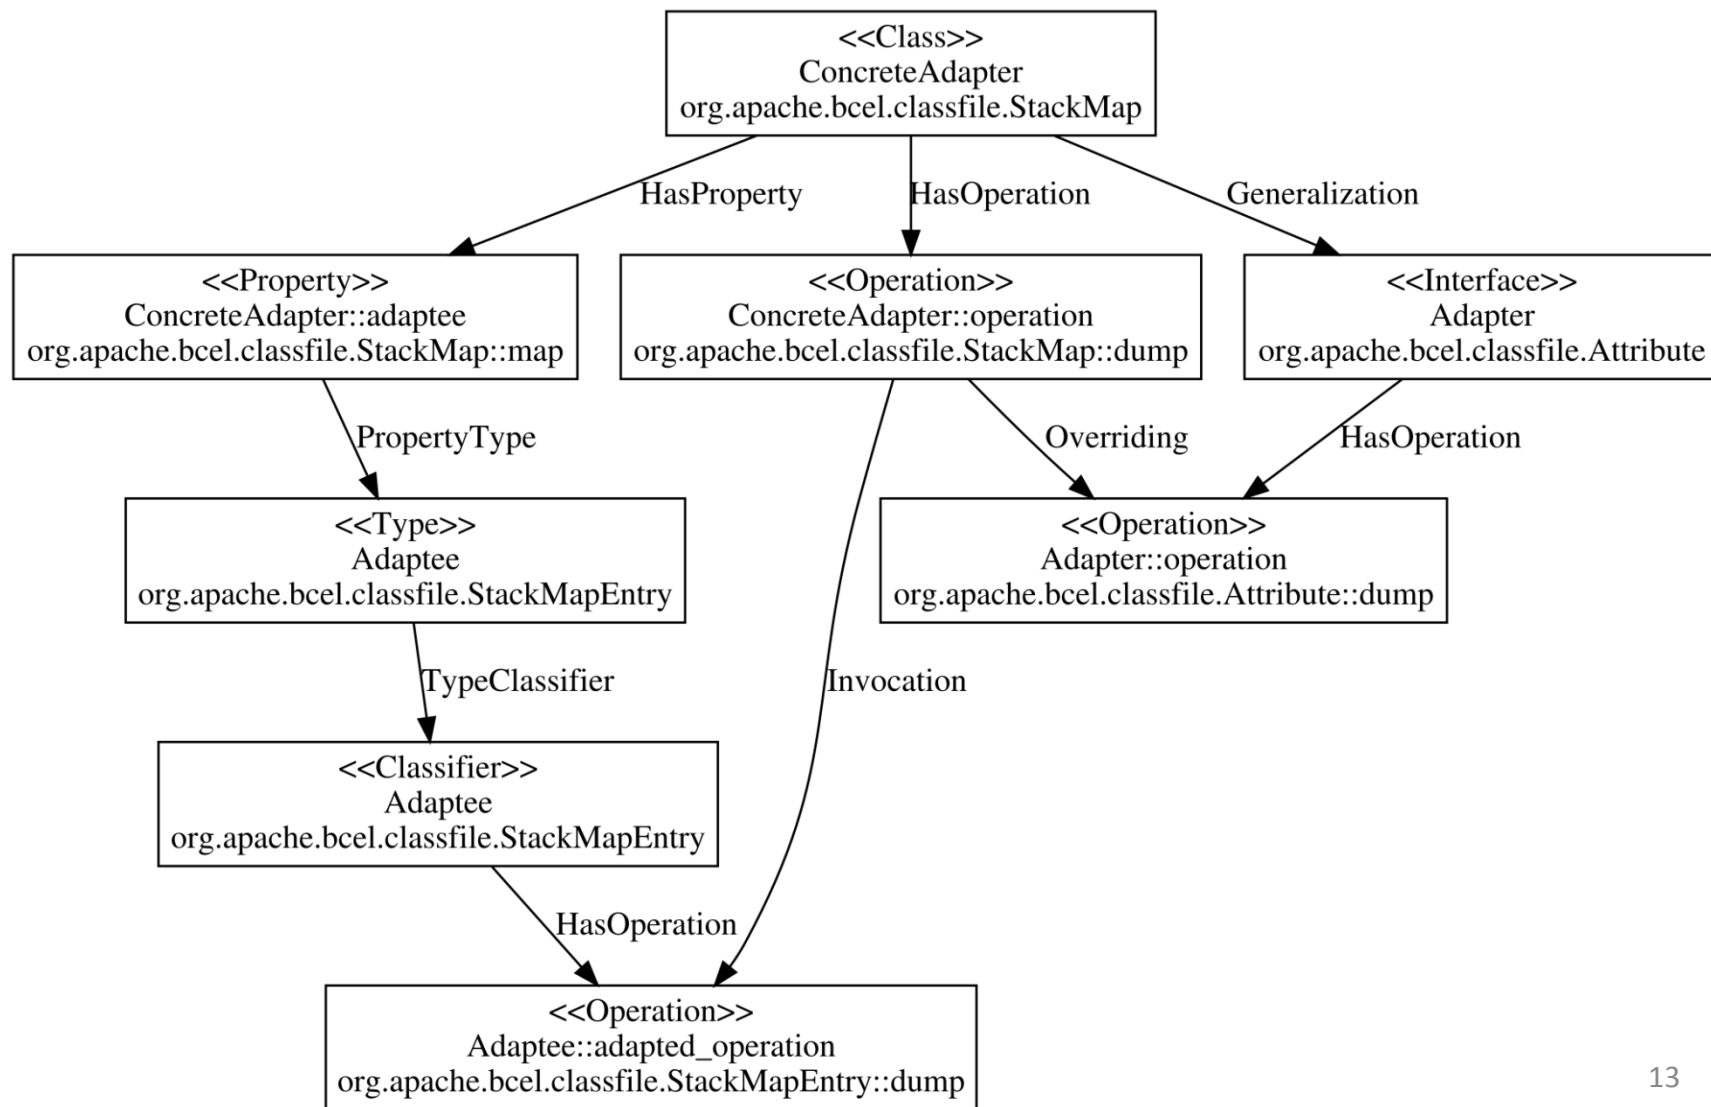 <<Class>>
ConcreteAdapter
org.apache.bcel.classfile.StackMap
HasProperty
HasOperation
Generalization
<<Property>>
ConcreteAdapter::adaptee
org.apache.bcel.classfile.StackMap::map
<<Operation>>
ConcreteAdapter::operation
org.apache.bcel.classfile.StackMap::dump
<<Interface>>
Adapter
org.apache.bcel.classfile.Attribute
PropertyType
Overriding
HasOperation
<<Type>>
Adaptee
org.apache.bcel.classfile.StackMapEntry
<<Operation>>
Adapter::operation
org.apache.bcel.classfile.Attribute::dump
TypeClassifier
Invocation
<<Classifier>>
Adaptee
org.apache.bcel.classfile.StackMapEntry
HasOperation
<<Operation>>
Adaptee::adapted_operation
org.apache.bcel.classfile.StackMapEntry::dump
13